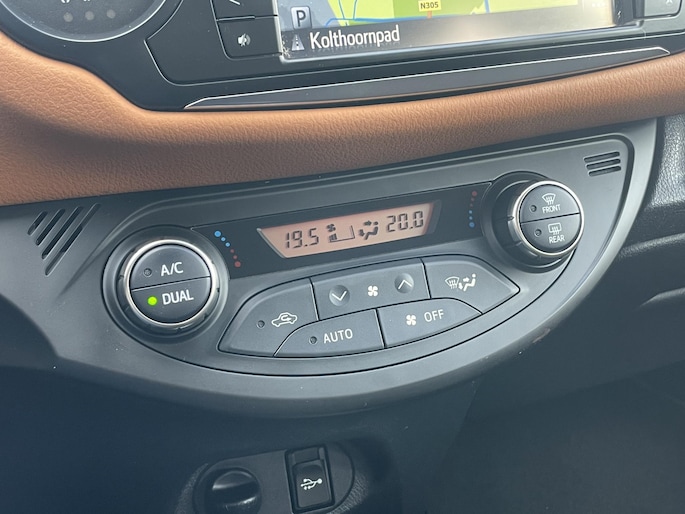 N305
P
Kolthoornpad
19.5 20.0
FRONT
REAR
A/C
DUAL
AUTO
OFF